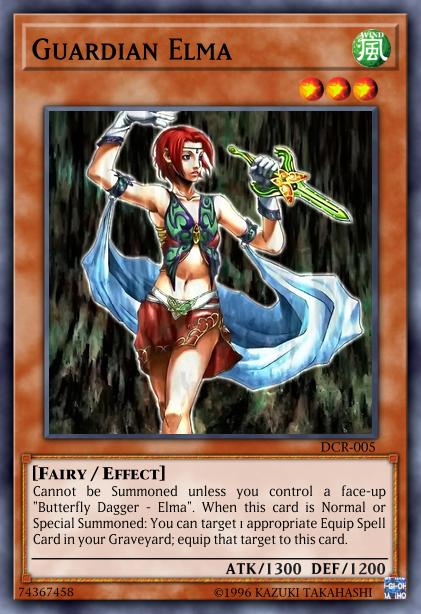 Guardian Elma
WIND
風
DCR-005
[Fairy / Effect]
Cannot be Summoned unless you control a face-up
"Butterfly Dagger - Elma". When this card is Normal or
Special Summoned: You can target 1 appropriate Equip Spell
Card in your Graveyard; equip that target to this card.
ATK/1300 DEF/1200
74367458
©1996 KAZUKI TAKAHASHI